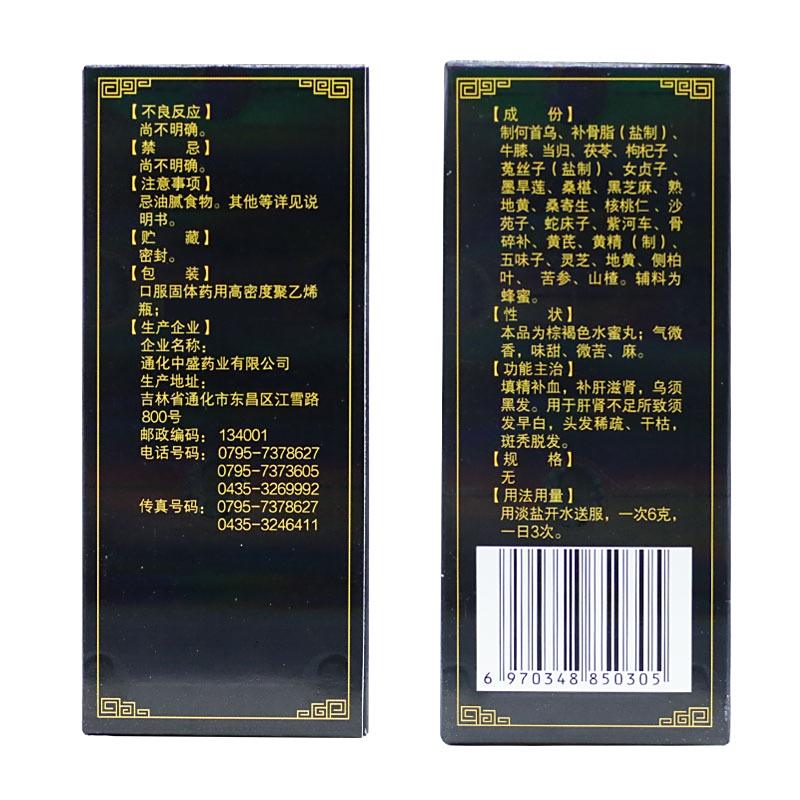 【不良反应】
尚不明确。
【禁　　忌】
尚不明确。
【注意事项】
忌油腻食物。其他等详见说
明书。
【贮　　藏】
密封。
【包　　装】
口服固体药用高密度聚乙烯
瓶；
【生产企业】
企业名称：
通化中盛药业有限公司
生产地址：
吉林省通化市东昌区江雪路
800号
邮政编码： 134001
电话号码： 0795-7378627
0795-7373605
0435-3269992
传真号码： 0795-7378627
0435-3246411
【成　　份】
制何首乌、补骨脂（盐制）、
牛膝、当归、茯苓、枸杞子、
菟丝子（盐制）、女贞子、
墨旱莲、桑椹、黑芝麻、熟
地黄、桑寄生、核桃仁、沙
苑子、蛇床子、紫河车、骨
碎补、黄芪、黄精（制）、
五味子、灵芝、地黄、侧柏
叶、 苦参、山楂。辅料为
蜂蜜。
【性　　状】
本品为棕褐色水蜜丸；气微
香，味甜、微苦、麻。
【功能主治】
填精补血，补肝滋肾，乌须
黑发。用于肝肾不足所致须
发早白，头发稀疏、干枯，
斑秃脱发。
【规　　格】
无
【用法用量】
用淡盐开水送服，一次6克，
一日3次。
6 970348 850305